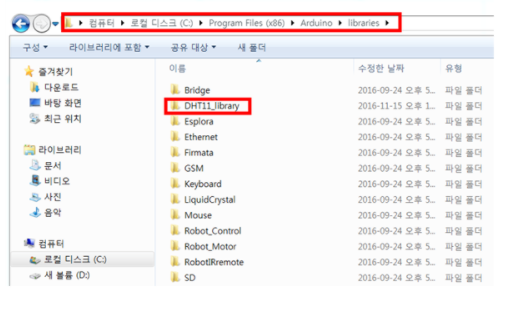 컴퓨터 ▸ 로컬 디스크 (C:) ▸ Program Files (x86) ▸ Arduino ▸ libraries ▸
구성 ▾ 라이브러리에 포함 ▾ 공유 대상 ▾ 새 폴더
즐겨찾기
다운로드
바탕 화면
최근 위치
라이브러리
문서
비디오
사진
음악
컴퓨터
로컬 디스크 (C:)
새 볼륨 (D:)
이름 수정한 날짜 유형
Bridge 2016-09-24 오후 5... 파일 폴더
DHT11_library 2016-11-15 오후 1... 파일 폴더
Esplora 2016-09-24 오후 5... 파일 폴더
Ethernet 2016-09-24 오후 5... 파일 폴더
Firmata 2016-09-24 오후 5... 파일 폴더
GSM 2016-09-24 오후 5... 파일 폴더
Keyboard 2016-09-24 오후 5... 파일 폴더
LiquidCrystal 2016-09-24 오후 5... 파일 폴더
Mouse 2016-09-24 오후 5... 파일 폴더
Robot_Control 2016-09-24 오후 5... 파일 폴더
Robot_Motor 2016-09-24 오후 5... 파일 폴더
RobotIRremote 2016-09-24 오후 5... 파일 폴더
SD 2016-09-24 오후 5... 파일 폴더